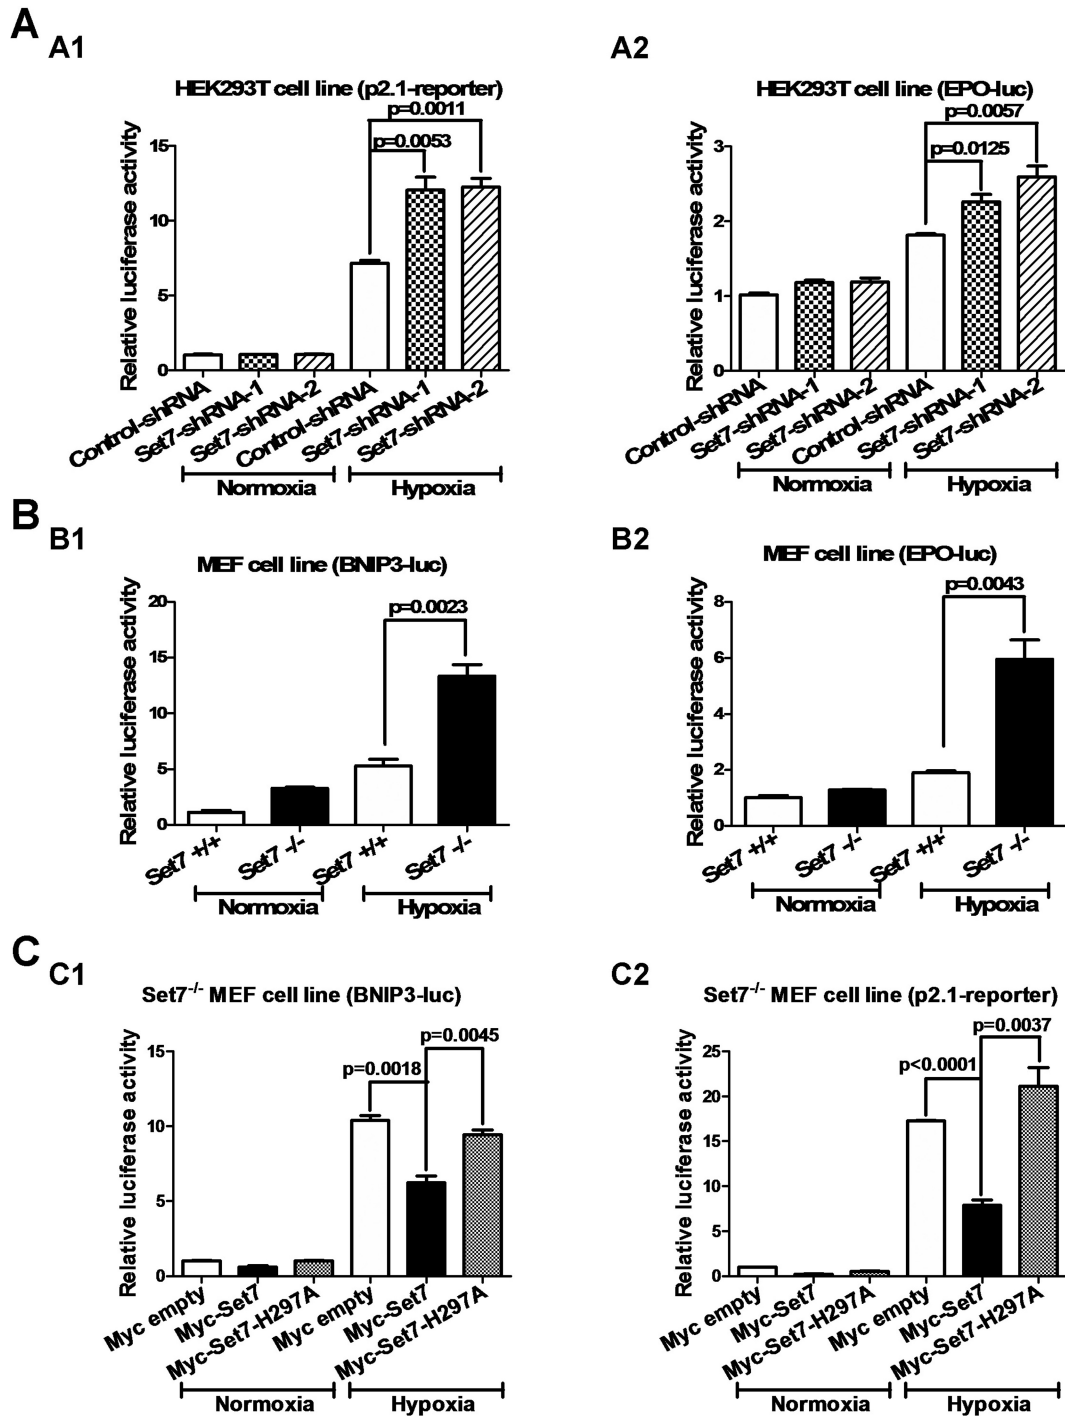 A
A1
HEK293T cell line (p2.1-reporter)
p=0.0011
p=0.0053
Relative luciferase activity
15
10
5
0
Control-shRNA
Set7-shRNA-1
Set7-shRNA-2
Control-shRNA
Set7-shRNA-1
Set7-shRNA-2
Normoxia
Hypoxia
A2
HEK293T cell line (EPO-luc)
p=0.0057
p=0.0125
Relative luciferase activity
3
2
1
0
Control-shRNA
Set7-shRNA-1
Set7-shRNA-2
Control-shRNA
Set7-shRNA-1
Set7-shRNA-2
Normoxia
Hypoxia
B
B1
MEF cell line (BNIP3-luc)
p=0.0023
Relative luciferase activity
20
15
10
5
0
Set7 +/+
Set7 -/-
Set7 +/+
Set7 -/-
Normoxia
Hypoxia
B2
MEF cell line (EPO-luc)
p=0.0043
Relative luciferase activity
8
6
4
2
0
Set7 +/+
Set7 -/-
Set7 +/+
Set7 -/-
Normoxia
Hypoxia
C
C1
Set7-/- MEF cell line (BNIP3-luc)
p=0.0045
p=0.0018
Relative luciferase activity
15
10
5
0
Myc empty
Myc-Set7
Myc-Set7-H297A
Myc empty
Myc-Set7
Myc-Set7-H297A
Normoxia
Hypoxia
C2
Set7-/- MEF cell line (p2.1-reporter)
p=0.0037
p<0.0001
Relative luciferase activity
25
20
15
10
5
0
Myc empty
Myc-Set7
Myc-Set7-H297A
Myc empty
Myc-Set7
Myc-Set7-H297A
Normoxia
Hypoxia